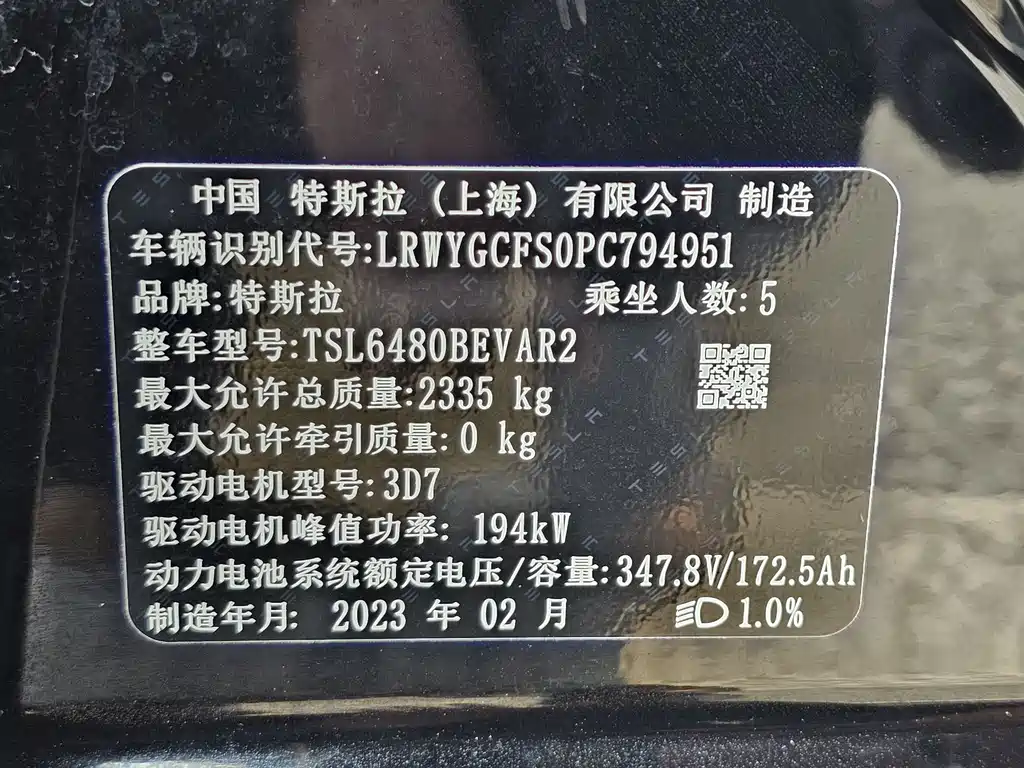 中国 特斯拉（上海）有限公司 制造
车辆识别代号:LRWYGCFS0PC794951
品牌:特斯拉 乘坐人数:5
整车型号:TSL6480BEVAR2
最大允许总质量:2335 kg
最大允许牵引质量:0 kg
驱动电机型号:3D7
驱动电机峰值功率: 194kW
动力电池系统额定电压/容量:347.8V/172.5Ah
制造年月: 2023 年 02 月 1.0%